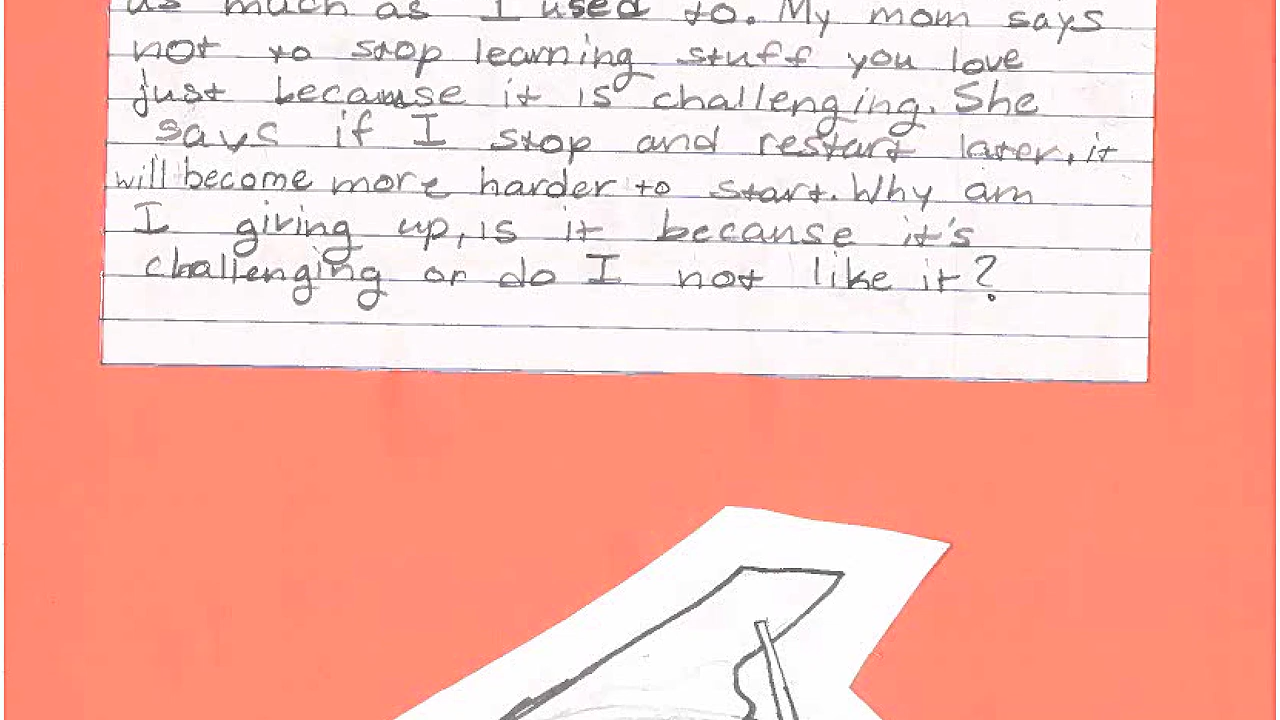 as much as I used to. My mom says
not to stop learning stuff you love
just because it is challenging. She
says if I stop and restart later, it
will become more harder to start. Why am
I giving up, is it because it's
challenging or do I not like it?